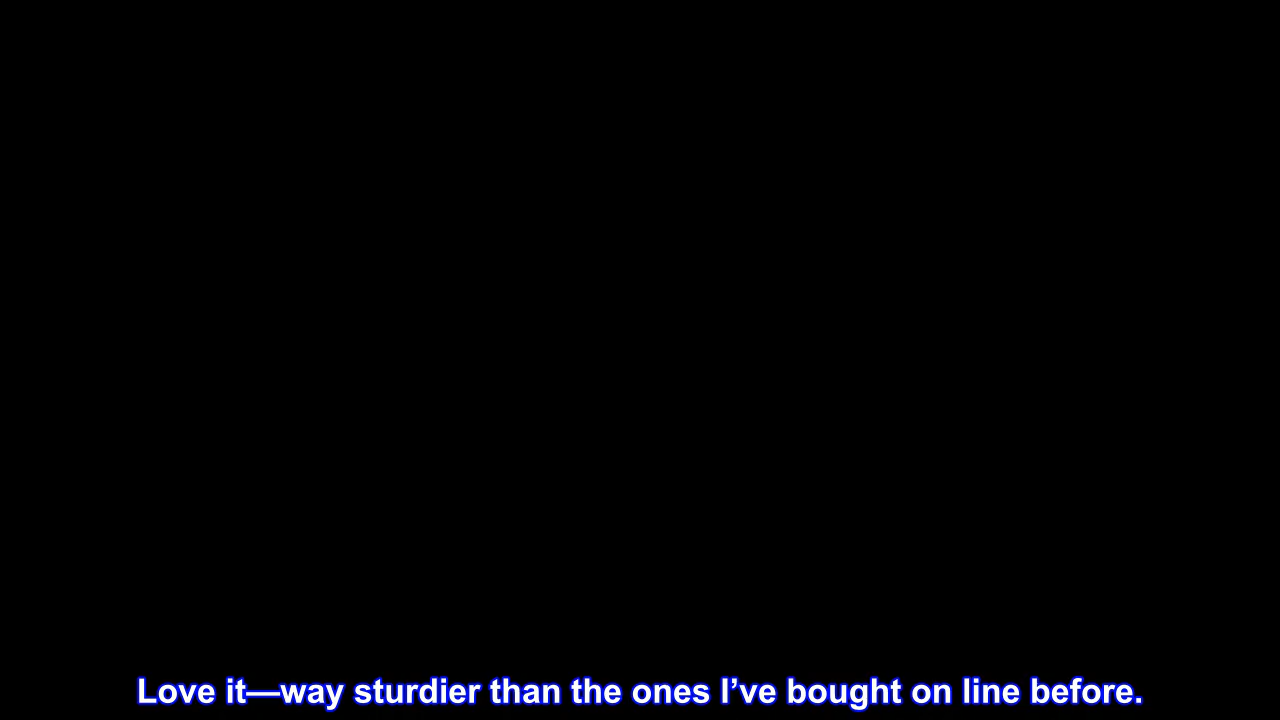 Love it—way sturdier than the ones I’ve bought on line before.